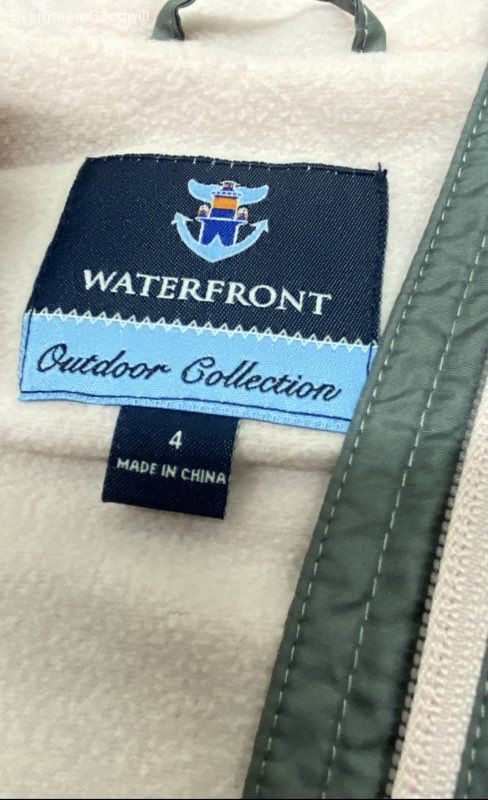 Evergreen Goodwill
WATERFRONT
Outdoor Collection
4
MADE IN CHINA